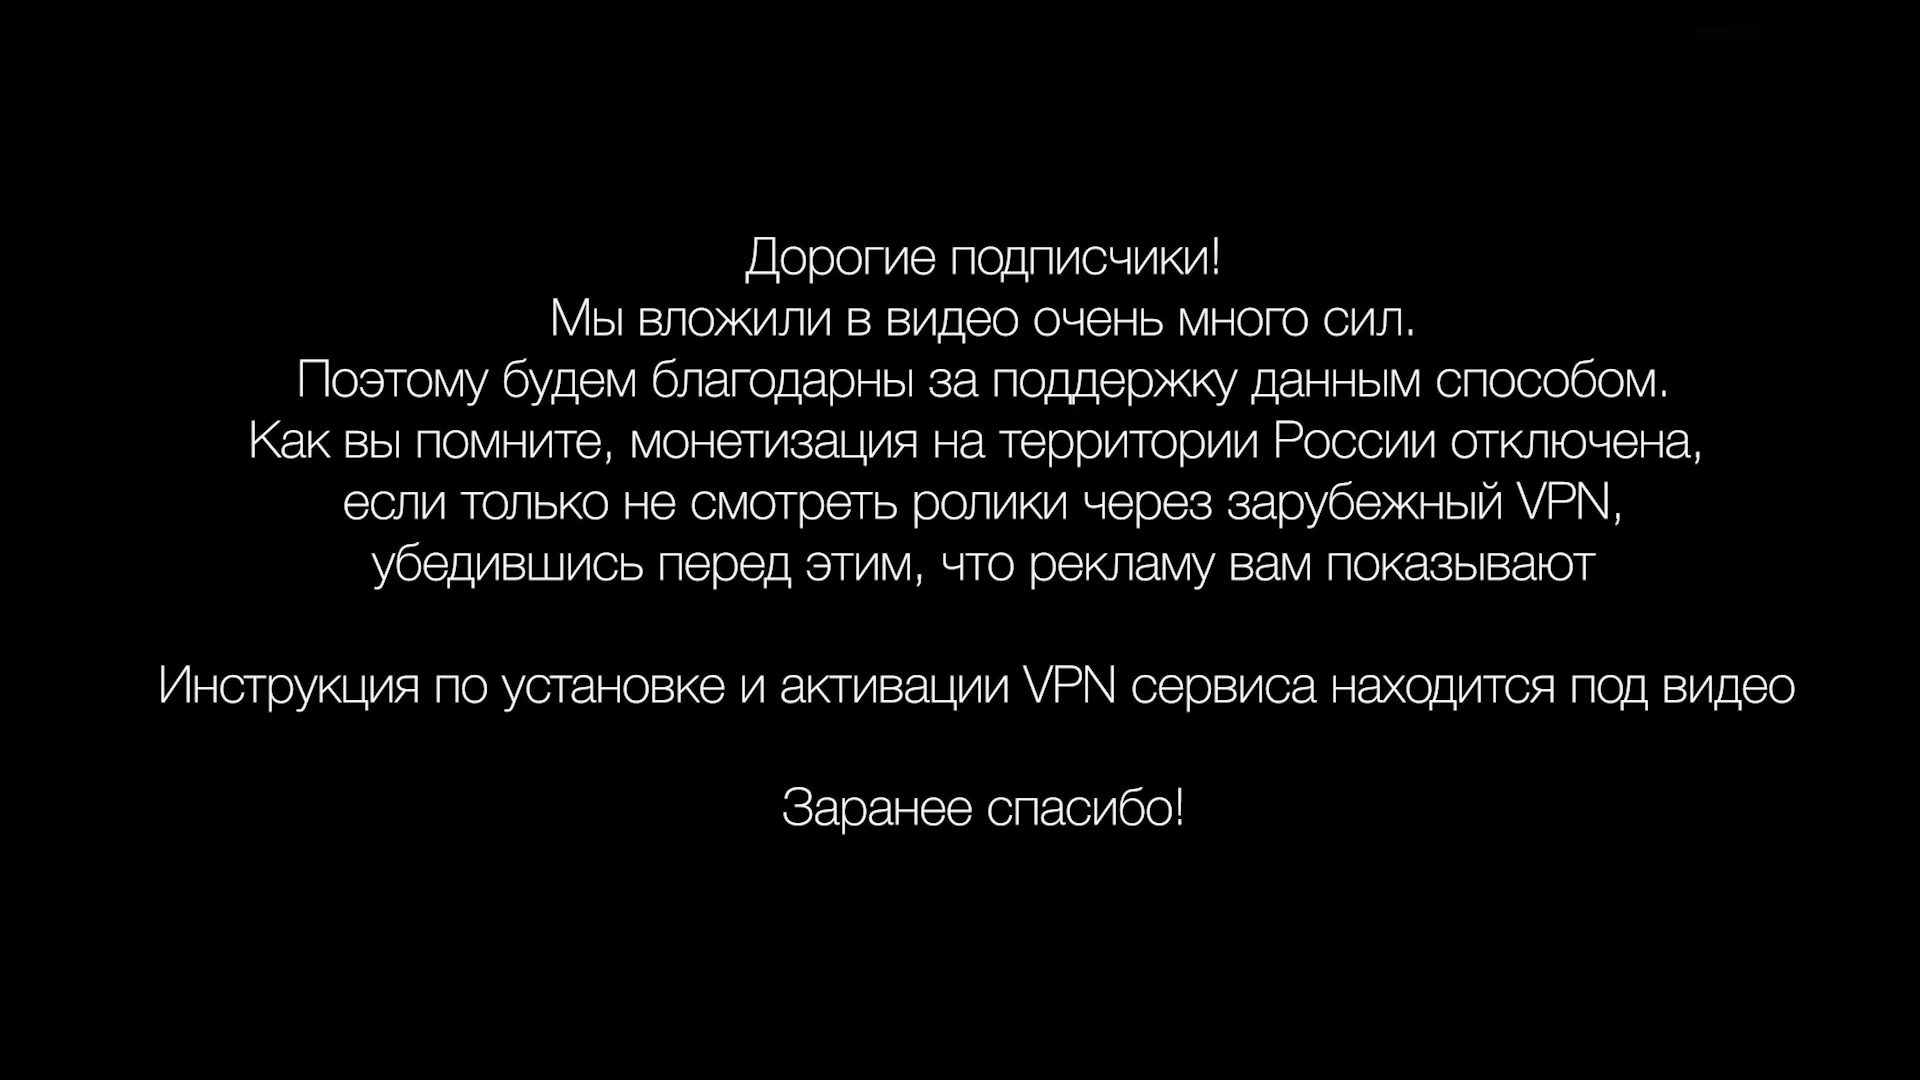 Дорогие подписчики!
Мы вложили в видео очень много сил.
Поэтому будем благодарны за поддержку данным способом.
Как вы помните, монетизация на территории России отключена,
если только не смотреть ролики через зарубежный VPN,
убедившись перед этим, что рекламу вам показывают
Инструкция по установке и активации VPN сервиса находится под видео
Заранее спасибо!